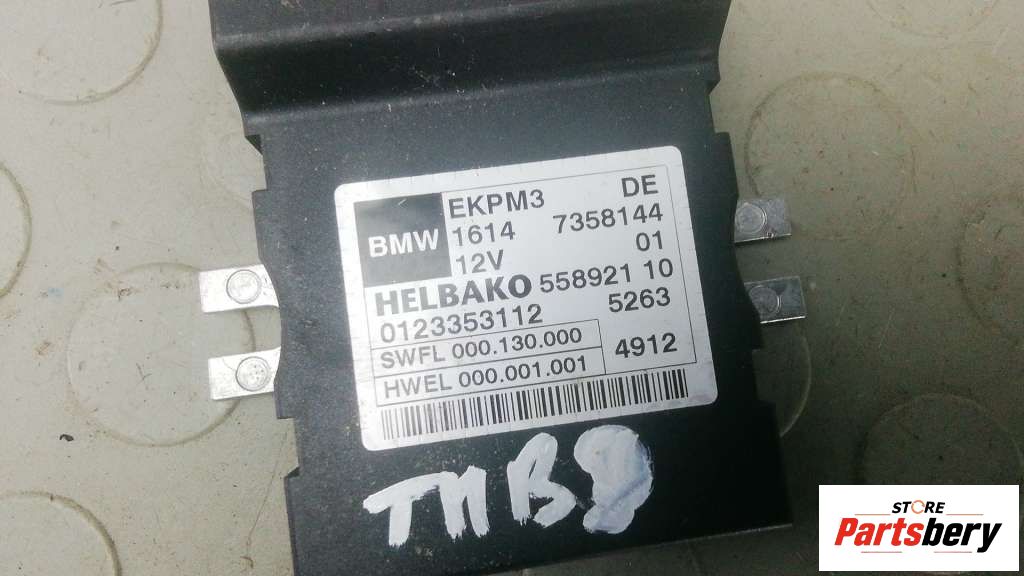 BMW
EKPM3 DE
1614 7358144
12V 01
HELBAKO 558921 10
0123353112 5263
SWFL 000.130.000
HWEL 000.001.001
4912
STORE
Partsbery